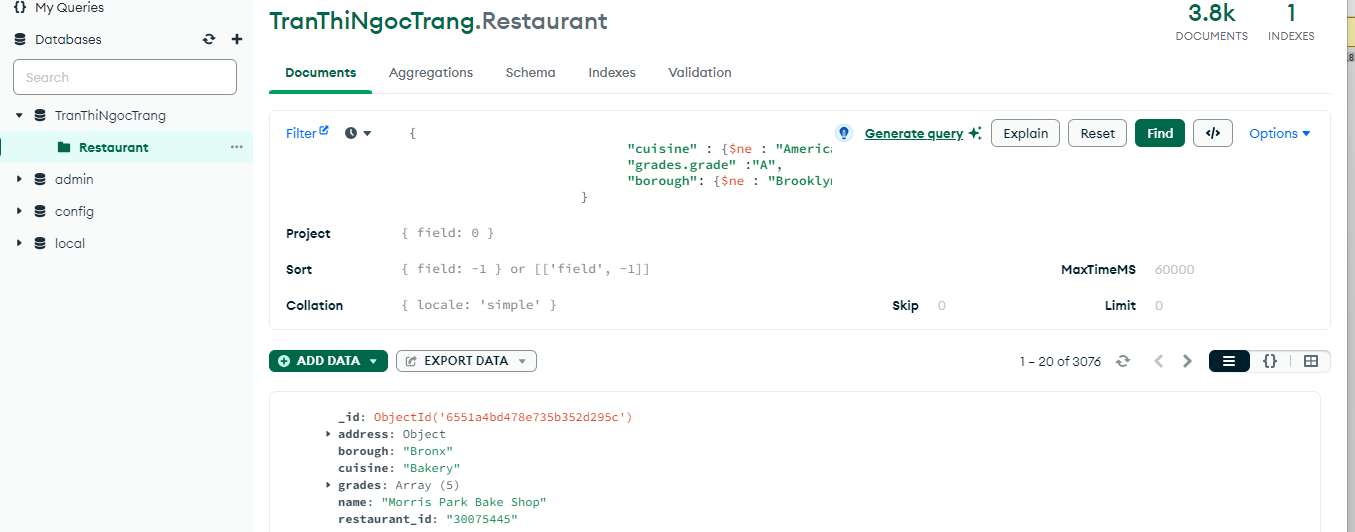 {} My Queries
Databases
Search
TranThiNgocTrang
Restaurant
admin
config
local
TranThiNgocTrang.Restaurant
3.8k
DOCUMENTS
1
INDEXES
Documents Aggregations Schema Indexes Validation
Filter
{
"cuisine" : {$ne : "America
"grades.grade" :"A",
"borough": {$ne : "Brooklyn
}
Generate query
Explain
Reset
Find
</>
Options
Project { field: 0 }
Sort { field: -1 } or [['field', -1]]
MaxTimeMS 60000
Collation { locale: 'simple' }
Skip 0
Limit 0
ADD DATA
EXPORT DATA
1 – 20 of 3076
{}
_id: ObjectId('6551a4bd478e735b352d295c')
address: Object
borough: "Bronx"
cuisine: "Bakery"
grades: Array (5)
name: "Morris Park Bake Shop"
restaurant_id: "30075445"